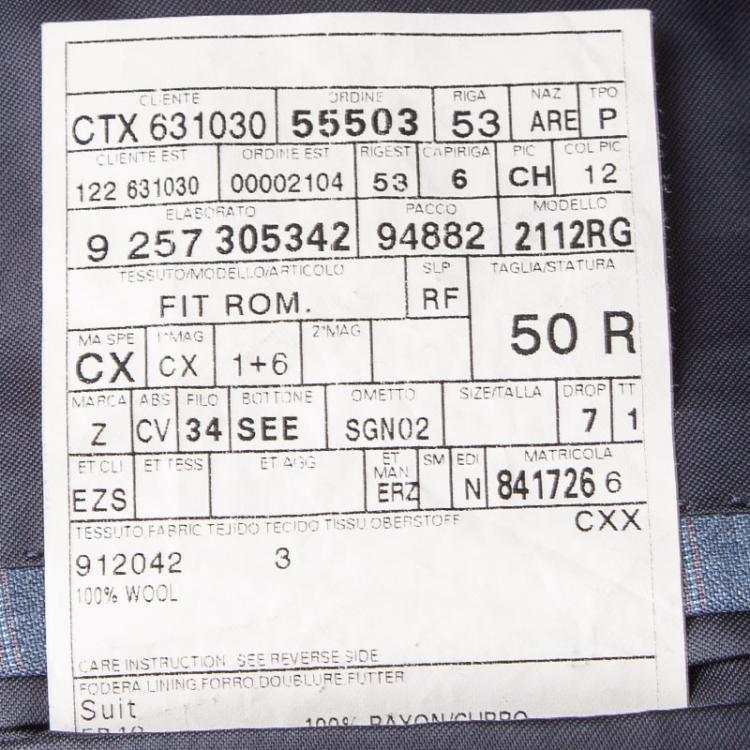 CLIENTE ORDINE RIGA NAZ TPO
CTX 631030 55503 53 ARE P
CLIENTE EST ORDINE EST RIGEST CAPIRIGA PIC COL PIC
122 631030 00002104 53 6 CH 12
ELABORATO PACCO MODELLO
9 257 305342 94882 2112RG
TESSUTO/MODELLO/ARTICOLO SLP TAGLIA/STATURA
FIT ROM. RF 50 R
MA SPE 1°MAG 2°MAG
CX CX 1+6
MARCA ABS FILO BOTTONE OMETTO SIZE/TALLA DROP TT
Z CV 34 SEE SGN02 7 1
ET CLI ET TESS ET AGG ET MAN SM EDI MATRICOLA
EZS ERZ N 841726 6
TESSUTO.FABRIC TEJIDO TECIDO TISSU OBERSTOFF CXX
912042 3
100% WOOL
CARE INSTRUCTION SEE REVERSE SIDE
FODERA.LINING.FORRO.DOUBLURE.FUTTER
Suit
100% RAYON/CUPRO